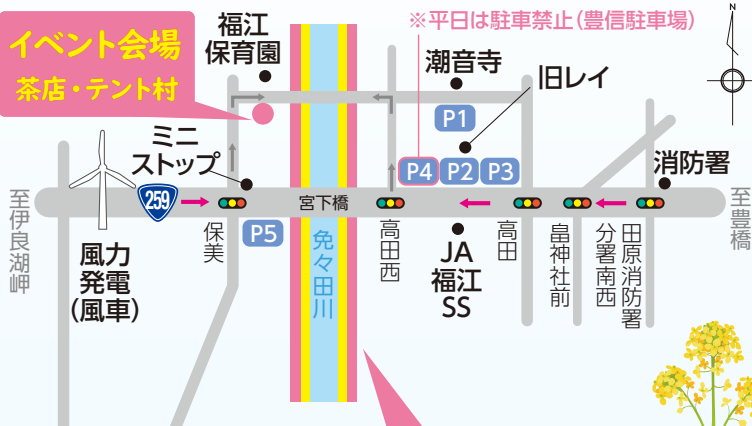 ※平日は駐車禁止(豊信駐車場)
N
イベント会場
茶店・テント村
福江
保育園
潮音寺
旧レイ
P1
ミニ
ストップ
P4
P2
P3
消防署
至伊良湖岬
259
宮下橋
至豊橋
保美
P5
風力
発電
(風車)
免々田川
高田西
JA
福江
SS
高田
畠神社前
田原消防署
分署南西